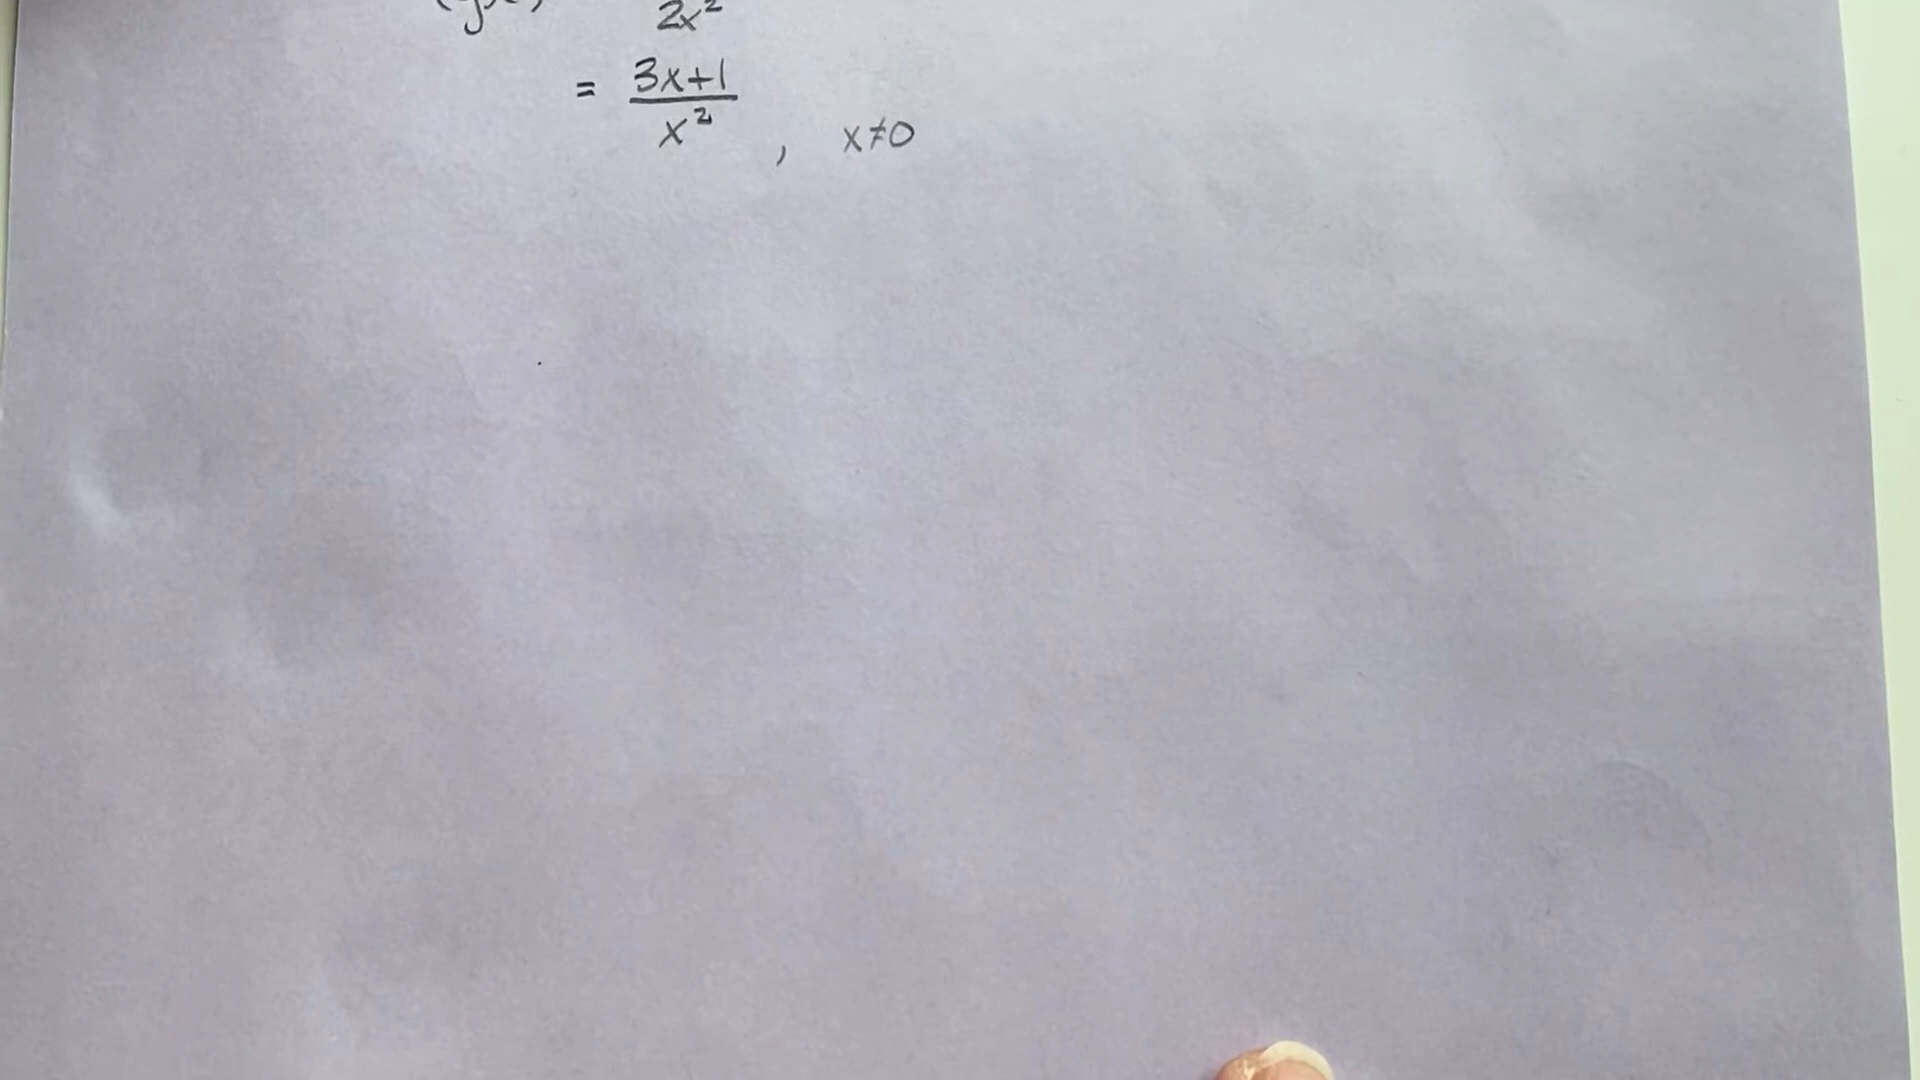 2x²
= 3x+1
x² , x≠0